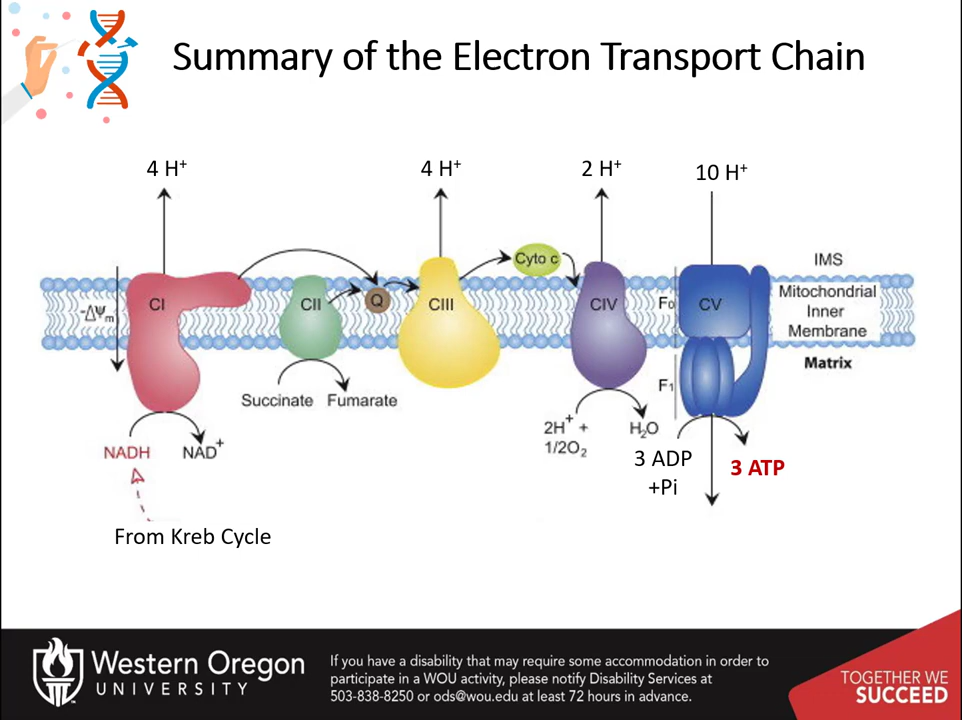 Summary of the Electron Transport Chain
4 H⁺
4 H⁺
2 H⁺
10 H⁺
Cyto c
IMS
CI
CII
Q
CIII
CIV
F₀
CV
Mitochondrial
Inner
Membrane
-ΔΨₘ
Matrix
F₁
Succinate
Fumarate
NADH
NAD⁺
2H⁺ +
1/2O₂
H₂O
3 ADP
+Pi
3 ATP
From Kreb Cycle
Western Oregon
UNIVERSITY
If you have a disability that may require some accommodation in order to
participate in a WOU activity, please notify Disability Services at
503-838-8250 or ods@wou.edu at least 72 hours in advance.
TOGETHER WE
SUCCEED